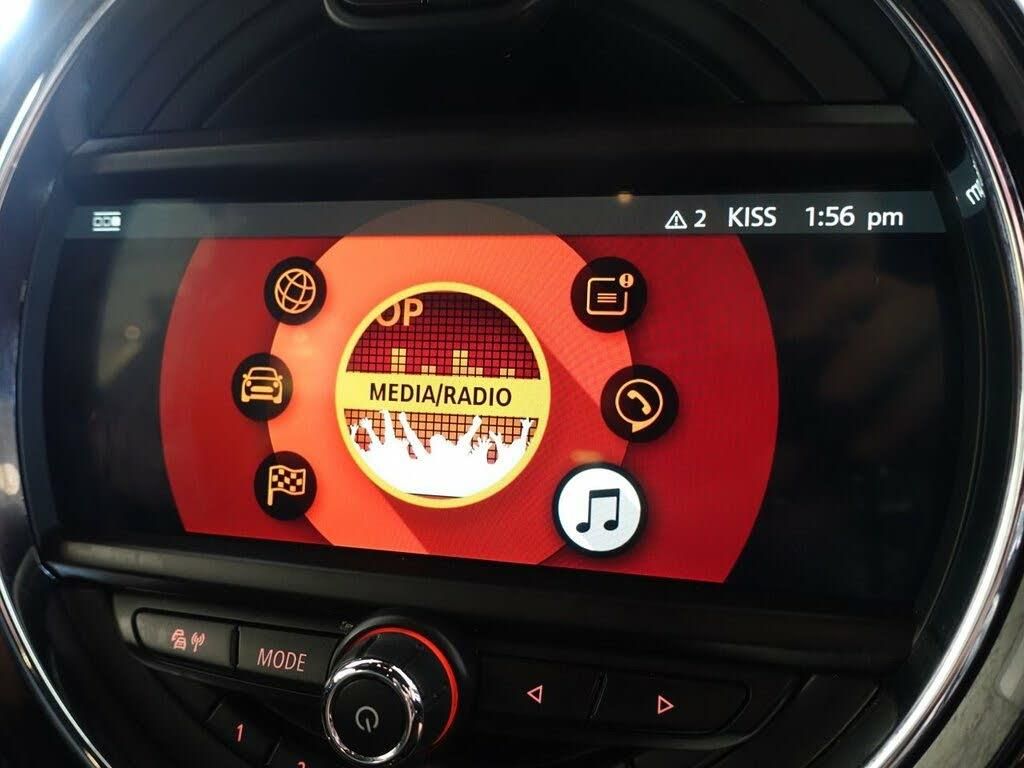 2 KISS 1:56 pm
OP
MEDIA/RADIO
MODE
1